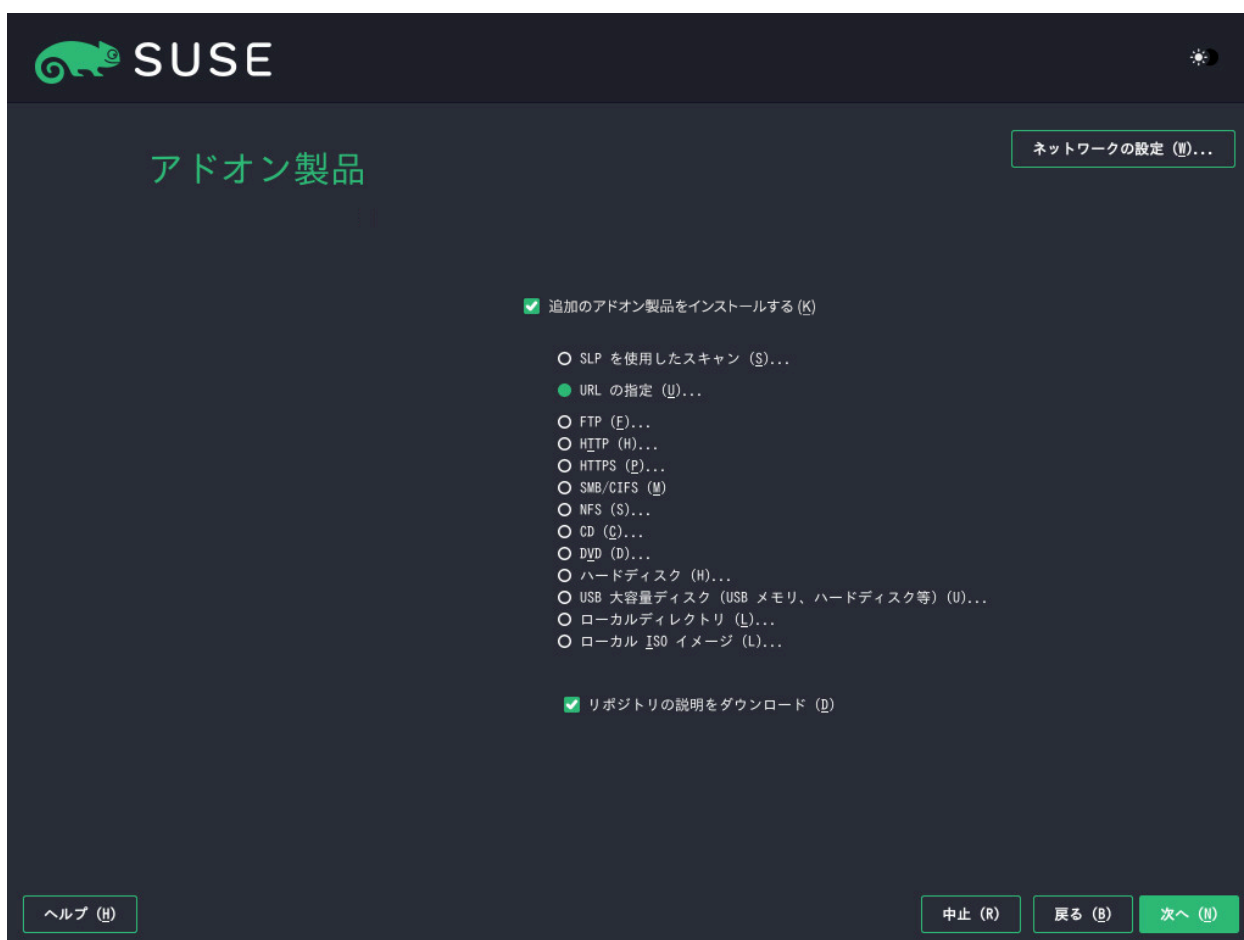 SUSE
アドオン製品
ネットワークの設定 (W)...
追加のアドオン製品をインストールする (K)
SLP を使用したスキャン (S)...
URL の指定 (U)...
FTP (F)...
HTTP (H)...
HTTPS (P)...
SMB/CIFS (M)
NFS (S)...
CD (C)...
DVD (D)...
ハードディスク (H)...
USB 大容量ディスク (USB メモリ、ハードディスク等) (U)...
ローカルディレクトリ (L)...
ローカル ISO イメージ (L)...
リポジトリの説明をダウンロード (D)
ヘルプ (H)
中止 (R)
戻る (B)
次へ (N)